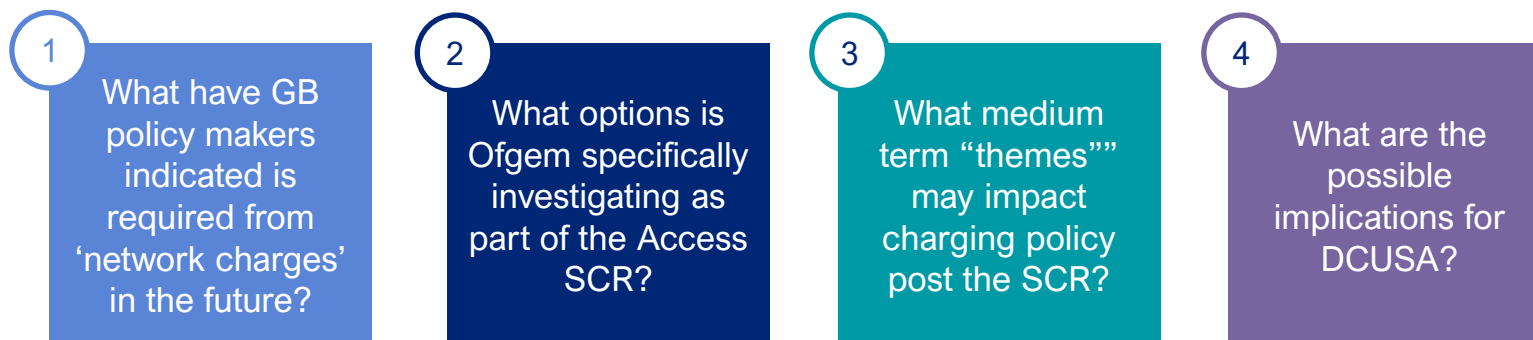 1
What have GB
policy makers
indicated is
required from
‘network charges’
in the future?
2
What options is
Ofgem specifically
investigating as
part of the Access
SCR?
3
What medium
term “themes””
may impact
charging policy
post the SCR?
4
What are the
possible
implications for
DCUSA?